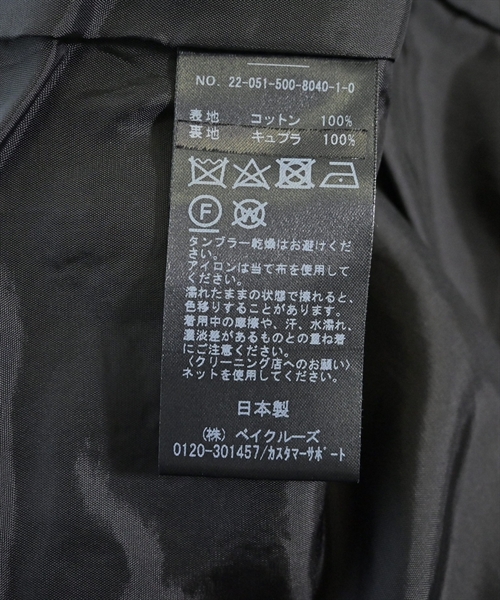 NO. 22-051-500-8040-1-0
表地 コットン 100%
裏地 キュプラ 100%
F W
タンブラー乾燥はお避けくだ
さい。
アイロンは当て布を使用して
ください。
濡れたままの状態で擦れると、
色移りすることがあります。
着用中の摩擦や、汗、水濡れ、
濃淡差があるものとの重ね着
にご注意ください。
〈クリーニング店へのお願い〉
ネットを使用してください。
日本製
(株) ベイクルーズ
0120-301457/カスタマーサポート